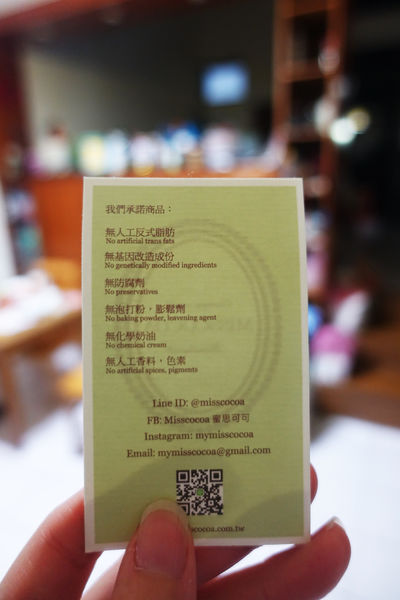 我們承諾商品：
無人工反式脂肪
No artificial trans fats
無基因改造成份
No genetically modified ingredients
無防腐劑
No preservatives
無泡打粉，膨鬆劑
No baking powder, leavening agent
無化學奶油
No chemical cream
無人工香料，色素
No artificial spices, pigments
Line ID: @misscocoa
FB: Misscocoa 蜜思可可
Instagram: mymisscocoa
Email: mymisscocoa@gmail.com
sscocoa.com.tw